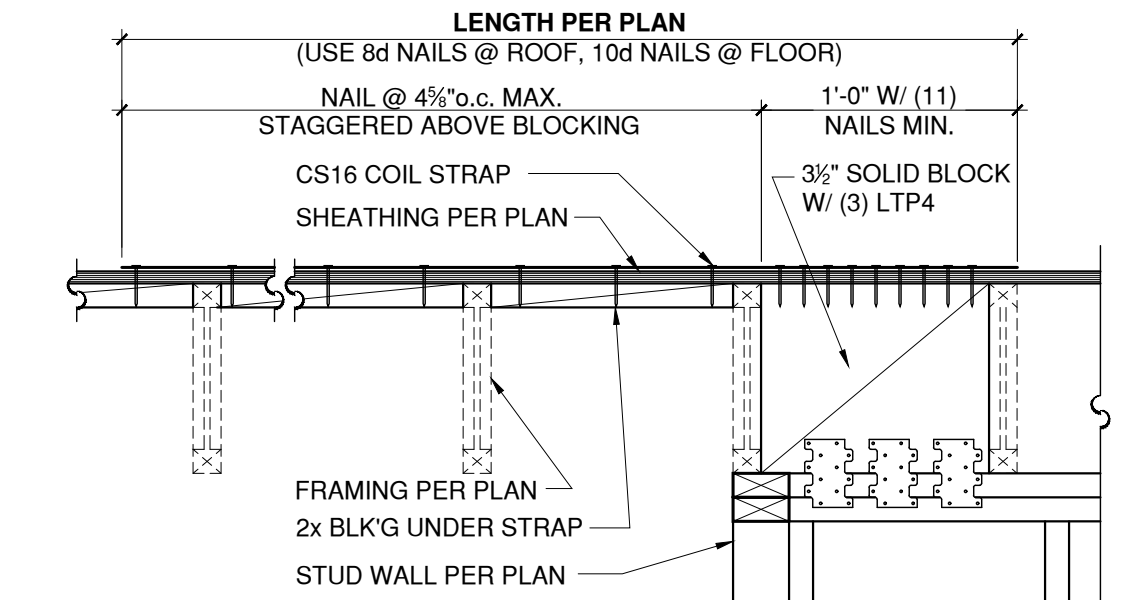 LENGTH PER PLAN
(USE 8d NAILS @ ROOF, 10d NAILS @ FLOOR)
NAIL @ 4⅝"o.c. MAX.
STAGGERED ABOVE BLOCKING
1'-0" W/ (11)
NAILS MIN.
CS16 COIL STRAP
SHEATHING PER PLAN
3½" SOLID BLOCK
W/ (3) LTP4
FRAMING PER PLAN
2x BLK'G UNDER STRAP
STUD WALL PER PLAN